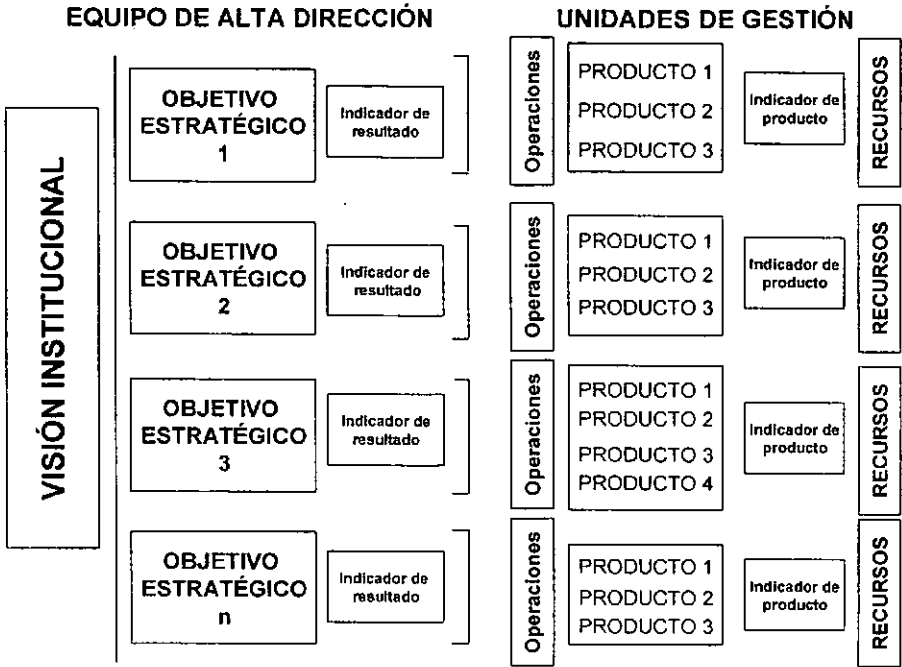 EQUIPO DE ALTA DIRECCIÓN
UNIDADES DE GESTIÓN
VISIÓN INSTITUCIONAL
OBJETIVO
ESTRATÉGICO
1
Indicador de
resultado
Operaciones
PRODUCTO 1
PRODUCTO 2
PRODUCTO 3
Indicador de
producto
RECURSOS
OBJETIVO
ESTRATÉGICO
2
Indicador de
resultado
Operaciones
PRODUCTO 1
PRODUCTO 2
PRODUCTO 3
Indicador de
producto
RECURSOS
OBJETIVO
ESTRATÉGICO
3
Indicador de
resultado
Operaciones
PRODUCTO 1
PRODUCTO 2
PRODUCTO 3
PRODUCTO 4
Indicador de
producto
RECURSOS
OBJETIVO
ESTRATÉGICO
n
Indicador de
resultado
Operaciones
PRODUCTO 1
PRODUCTO 2
PRODUCTO 3
Indicador de
producto
RECURSOS